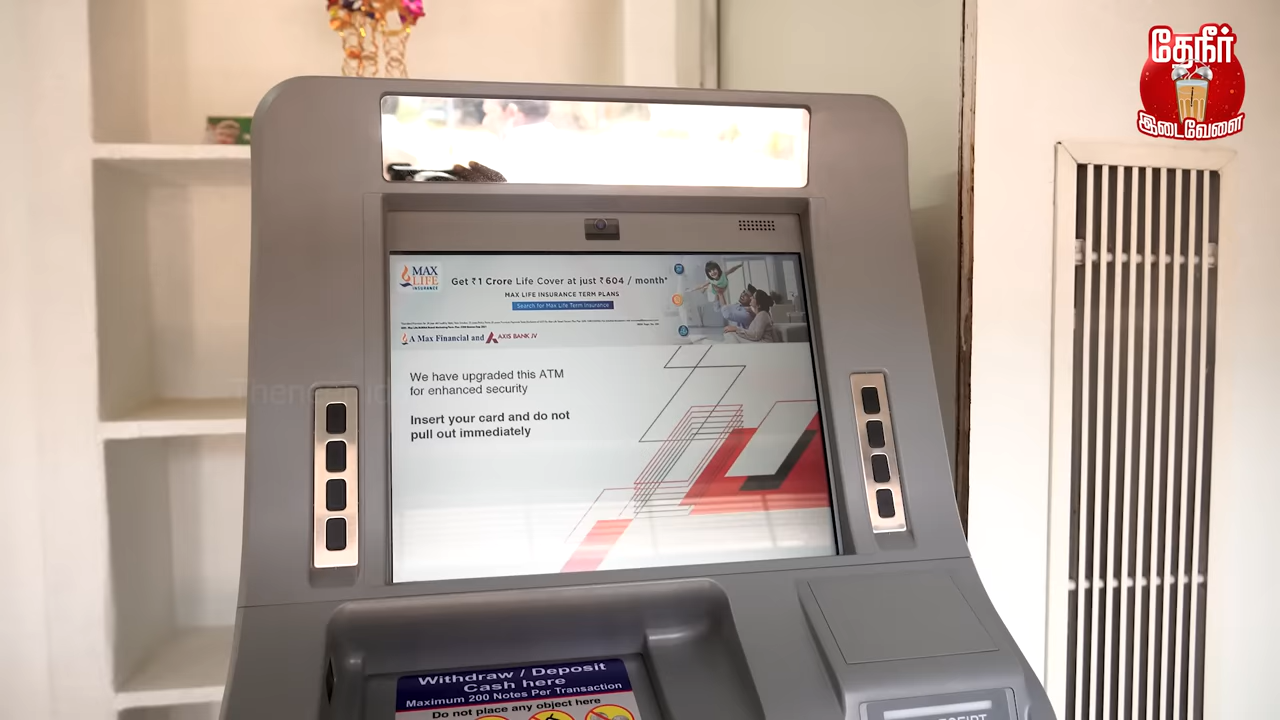 தேநீர்
இடைவேளை
MAX
LIFE
INSURANCE
Get ₹1 Crore Life Cover at just ₹604 / month*
MAX LIFE INSURANCE TERM PLANS
Search for Max Life Term Insurance
A Max Financial and AXIS BANK JV
We have upgraded this ATM
for enhanced security
Insert your card and do not
pull out immediately
Withdraw / Deposit
Cash here
Maximum 200 Notes Per Transaction
Do not place any object here
RECEIPT